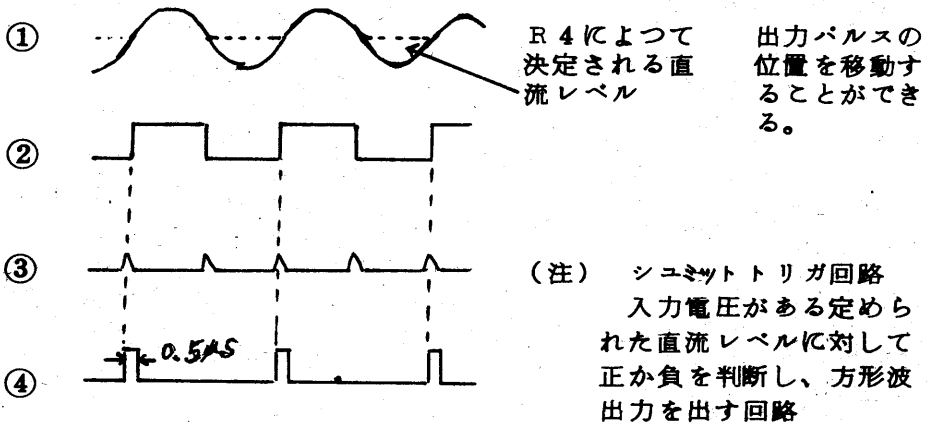 ①
R4によつて
決定される直
流レベル
出力パルスの
位置を移動す
ることができ
る。
②
③
(注) シユミットトリガ回路
入力電圧がある定めら
れた直流レベルに対して
正か負を判断し、方形波
出力を出す回路
0.5μS
④